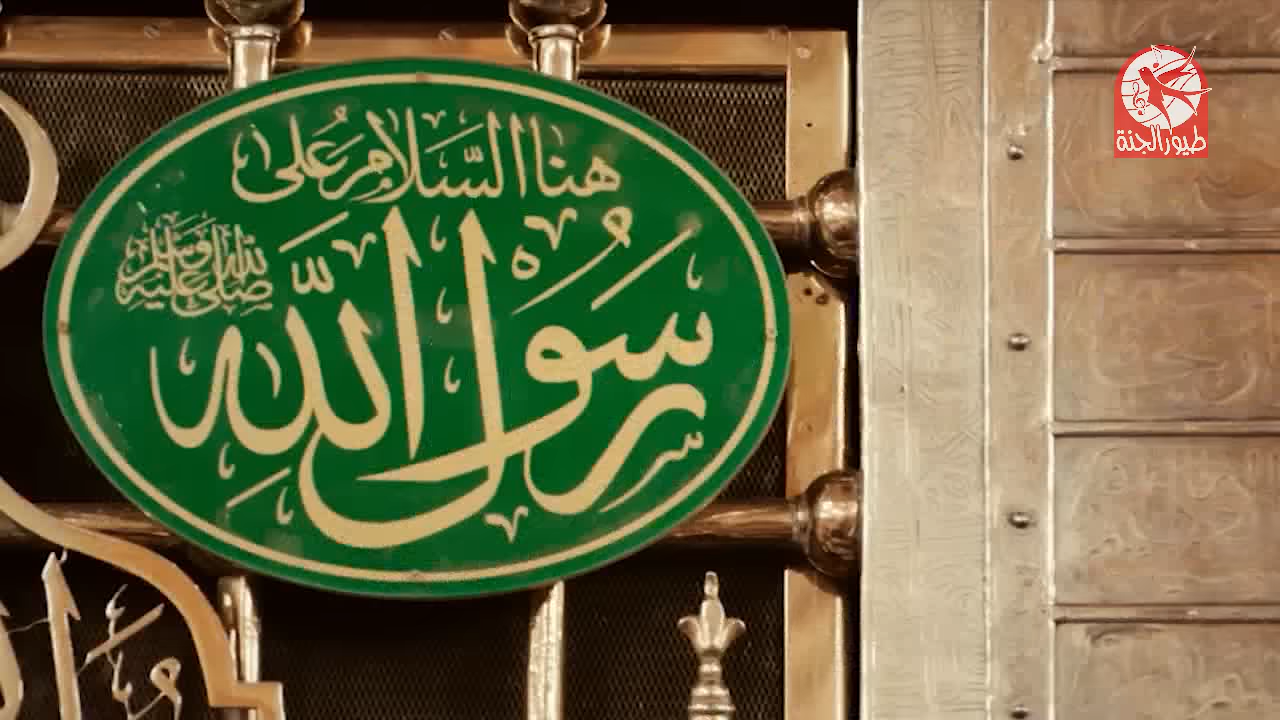 هنا السلام على
رسول الله
صلى الله عليه وسلم
طيور الجنة